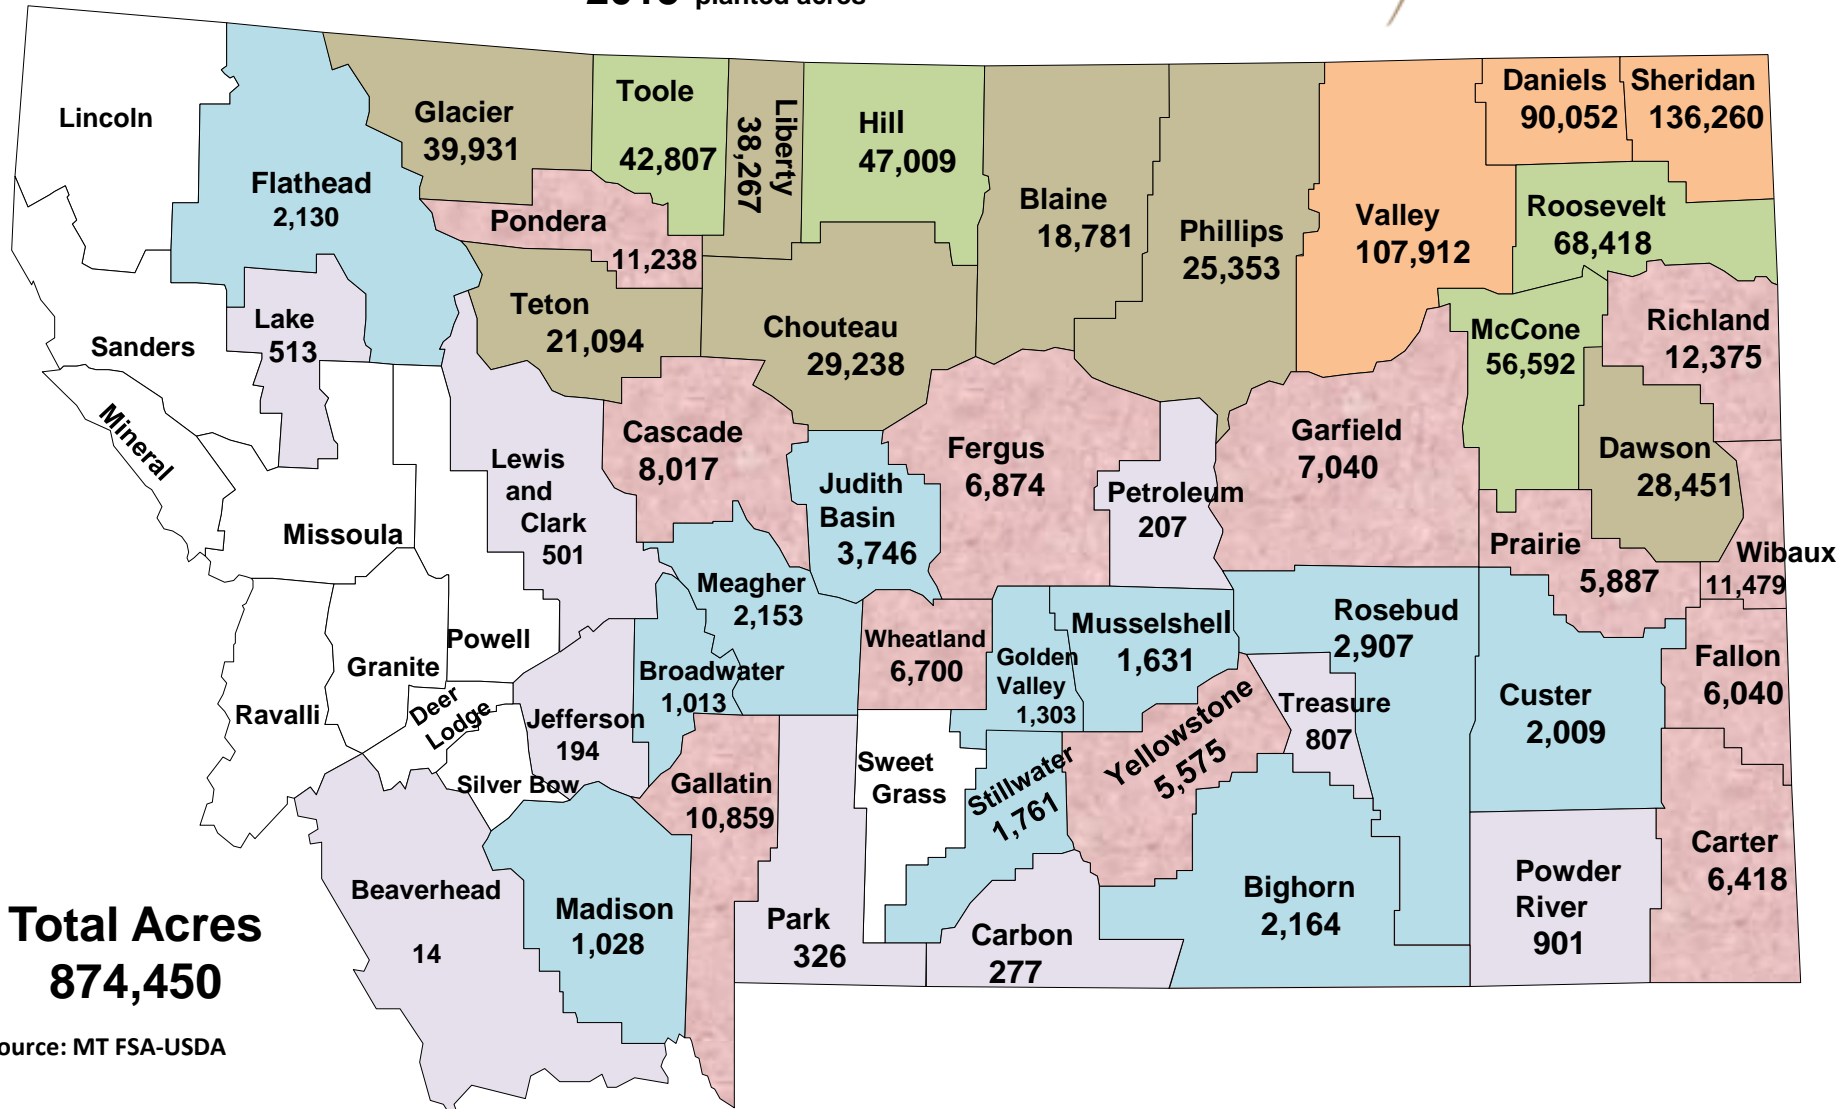 planted acres
Lincoln
Flathead
2,130
Glacier
39,931
Toole
42,807
Liberty
38,267
Hill
47,009
Blaine
18,781
Phillips
25,353
Valley
107,912
Daniels
90,052
Sheridan
136,260
Roosevelt
68,418
Pondera
11,238
Teton
21,094
Chouteau
29,238
Sanders
Lake
513
McCone
56,592
Richland
12,375
Mineral
Missoula
Lewis
and
Clark
501
Cascade
8,017
Judith
Basin
3,746
Fergus
6,874
Petroleum
207
Garfield
7,040
Dawson
28,451
Prairie
5,887
Wibaux
11,479
Ravalli
Granite
Powell
Deer
Lodge
Silver Bow
Jefferson
194
Broadwater
1,013
Meagher
2,153
Wheatland
6,700
Golden
Valley
1,303
Musselshell
1,631
Rosebud
2,907
Treasure
807
Custer
2,009
Fallon
6,040
Gallatin
10,859
Sweet
Grass
Stillwater
1,761
Yellowstone
5,575
Beaverhead
14
Madison
1,028
Park
326
Carbon
277
Bighorn
2,164
Powder
River
901
Carter
6,418
Total Acres
874,450
ource: MT FSA-USDA